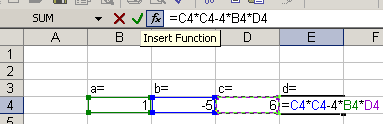 SUM =C4*C4-4*B4*D4
Insert Function
A B C D E F
1
2
3 a= b= c= d=
4 1 -5 6 =C4*C4-4*B4*D4
5